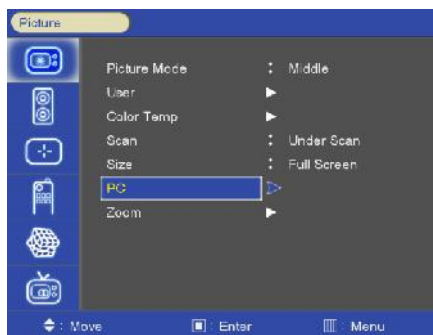 Picture
Picture Mode : Middle
User
Color Temp
Scan : Under Scan
Size : Full Screen
PC
Zoom
: Move : Enter : Menu